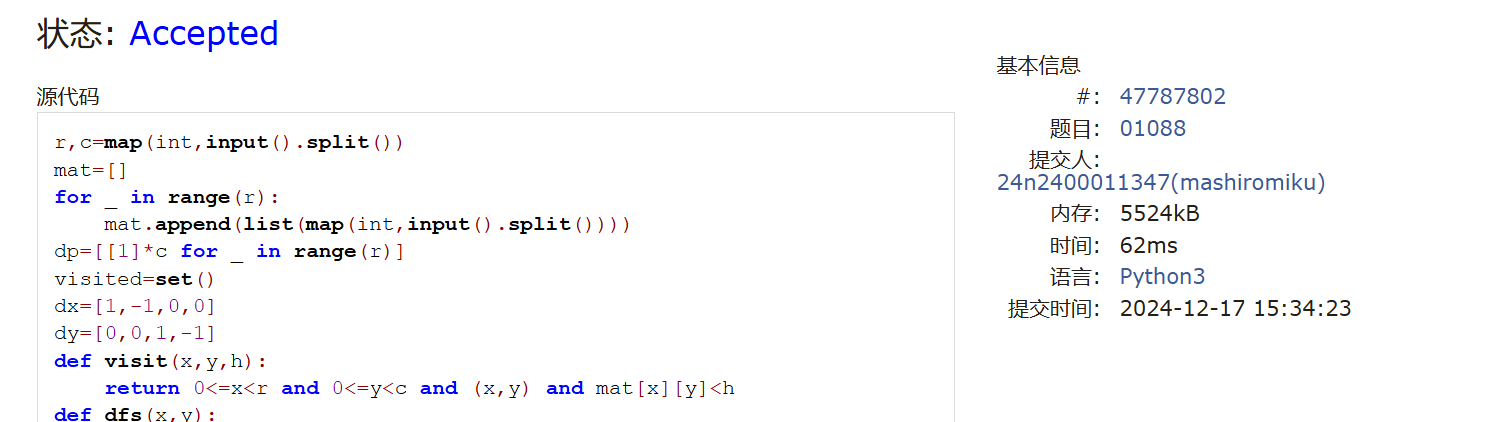 状态: Accepted
源代码
r,c=map(int,input().split())
mat=[]
for _ in range(r):
    mat.append(list(map(int,input().split())))
dp=[[1]*c for _ in range(r)]
visited=set()
dx=[1,-1,0,0]
dy=[0,0,1,-1]
def visit(x,y,h):
    return 0<=x<r and 0<=y<c and (x,y) and mat[x][y]<h
def dfs(x,y):
基本信息
#: 47787802
题目: 01088
提交人:
24n2400011347(mashiromiku)
内存: 5524kB
时间: 62ms
语言: Python3
提交时间: 2024-12-17 15:34:23